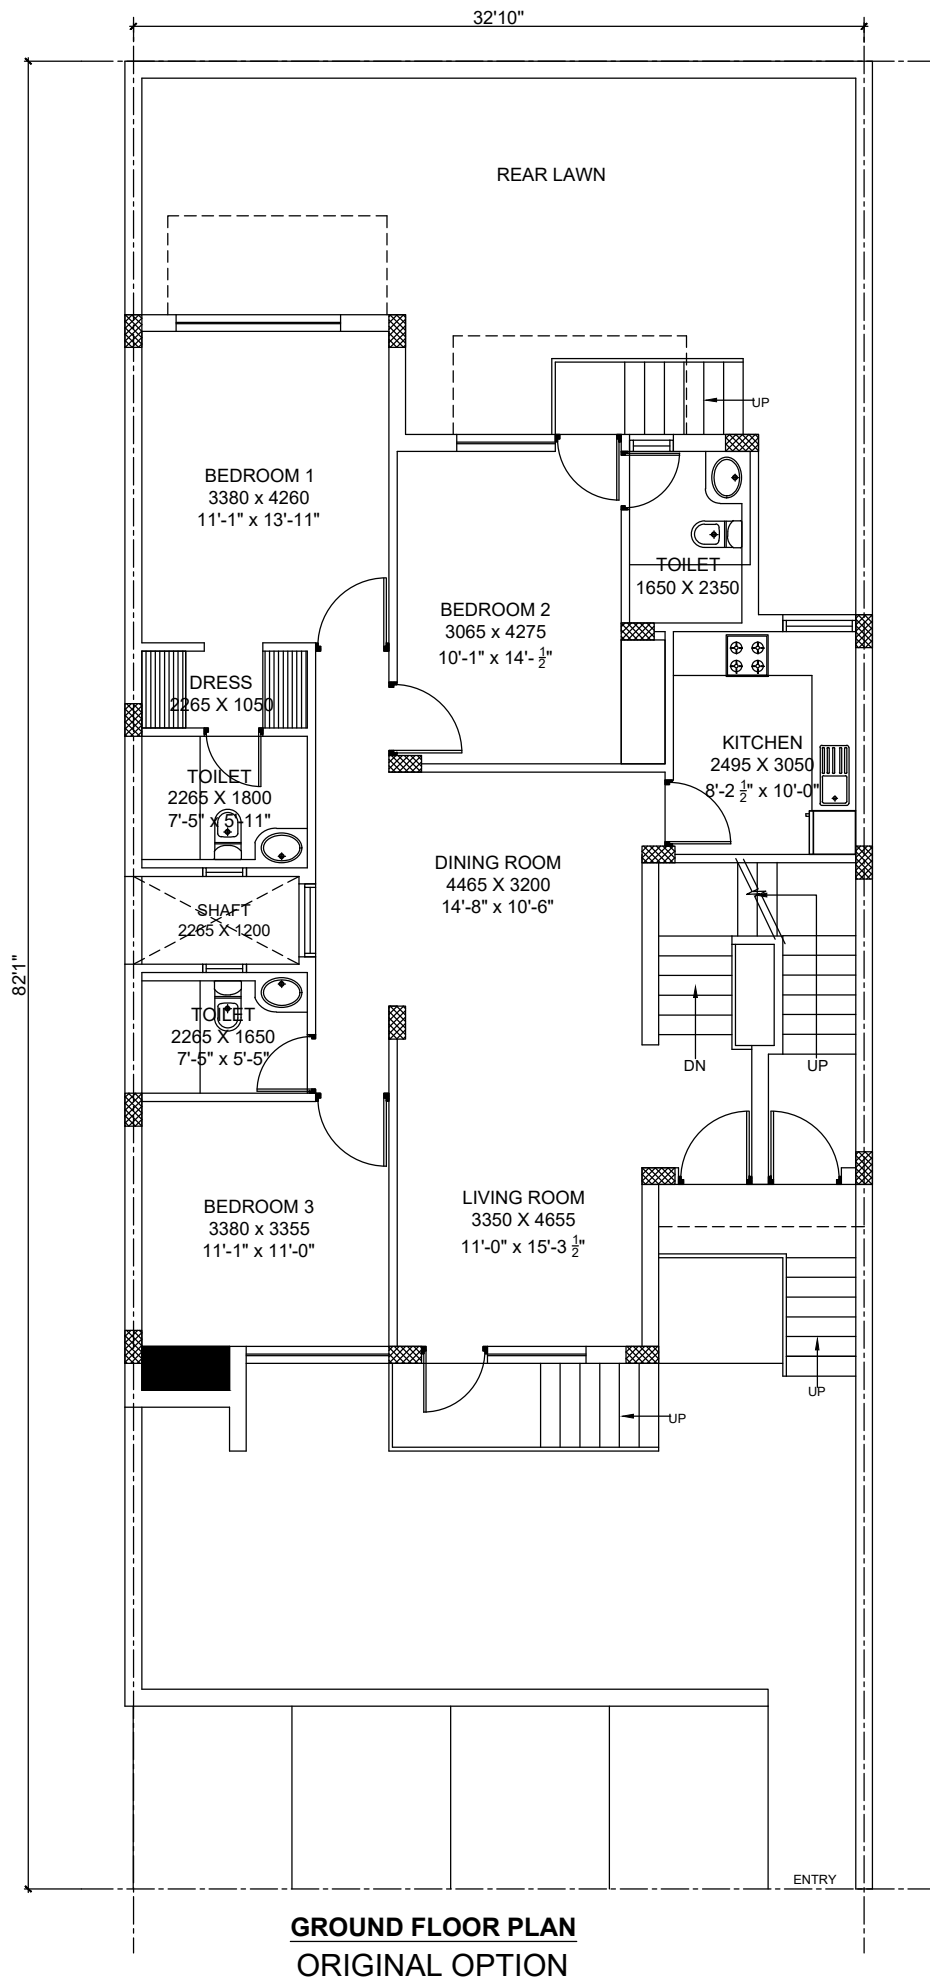 32'10"
REAR LAWN
UP
BEDROOM 1
3380 x 4260
11'-1" x 13'-11"
TOILET
1650 X 2350
BEDROOM 2
3065 x 4275
10'-1" x 14'- 1/2"
DRESS
2265 X 1050
KITCHEN
2495 X 3050
8'-2 1/2" x 10'-0"
TOILET
2265 X 1800
7'-5" x 5'-11"
DINING ROOM
4465 X 3200
14'-8" x 10'-6"
SHAFT
2265 X 1200
82'1"
TOILET
2265 X 1650
7'-5" x 5'-5"
DN
UP
BEDROOM 3
3380 x 3355
11'-1" x 11'-0"
LIVING ROOM
3350 X 4655
11'-0" x 15'-3 1/2"
UP
UP
ENTRY
GROUND FLOOR PLAN
ORIGINAL OPTION